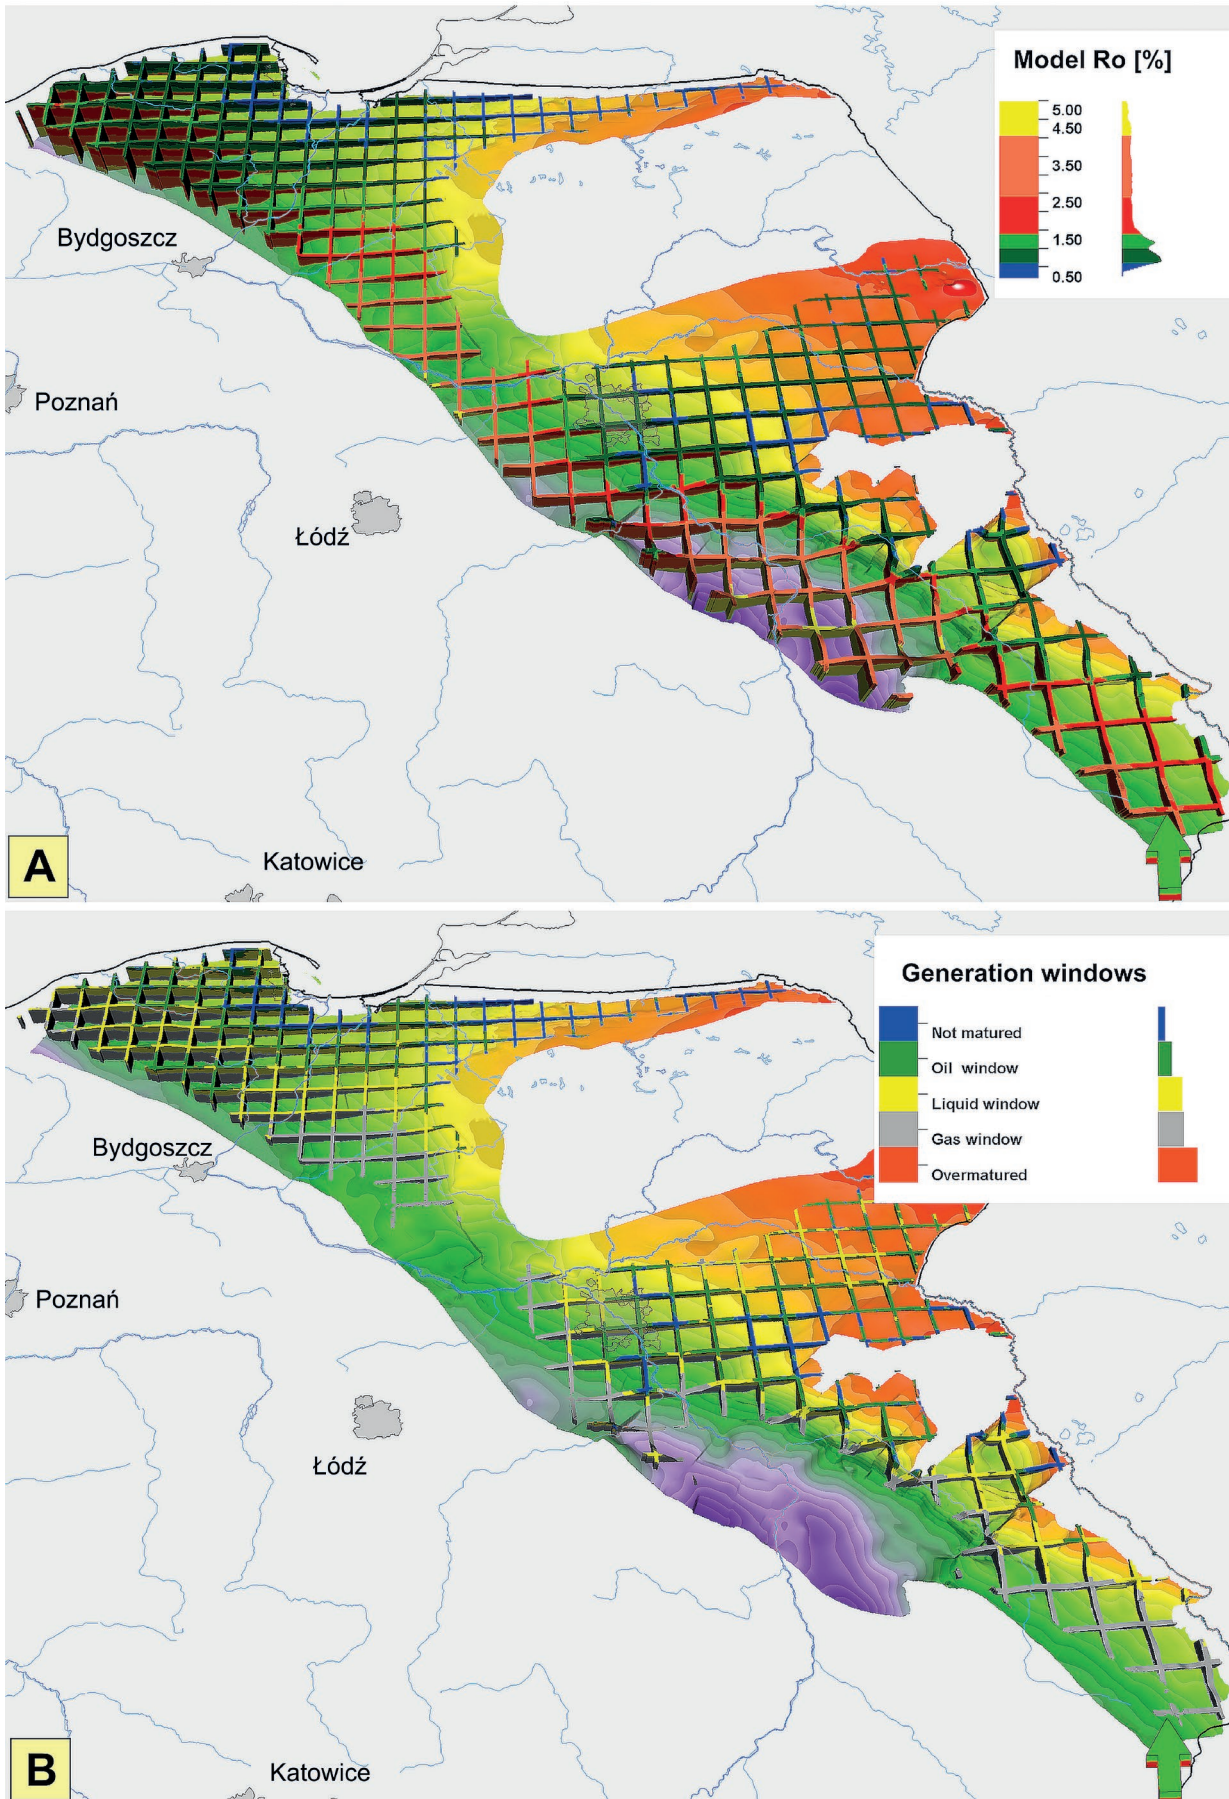 Model Ro [%]
5.00
4.50
3.50
2.50
1.50
0.50
Bydgoszcz
Poznań
Łódź
Katowice
A
Generation windows
Not matured
Oil window
Liquid window
Gas window
Overmatured
Bydgoszcz
Poznań
Łódź
Katowice
B